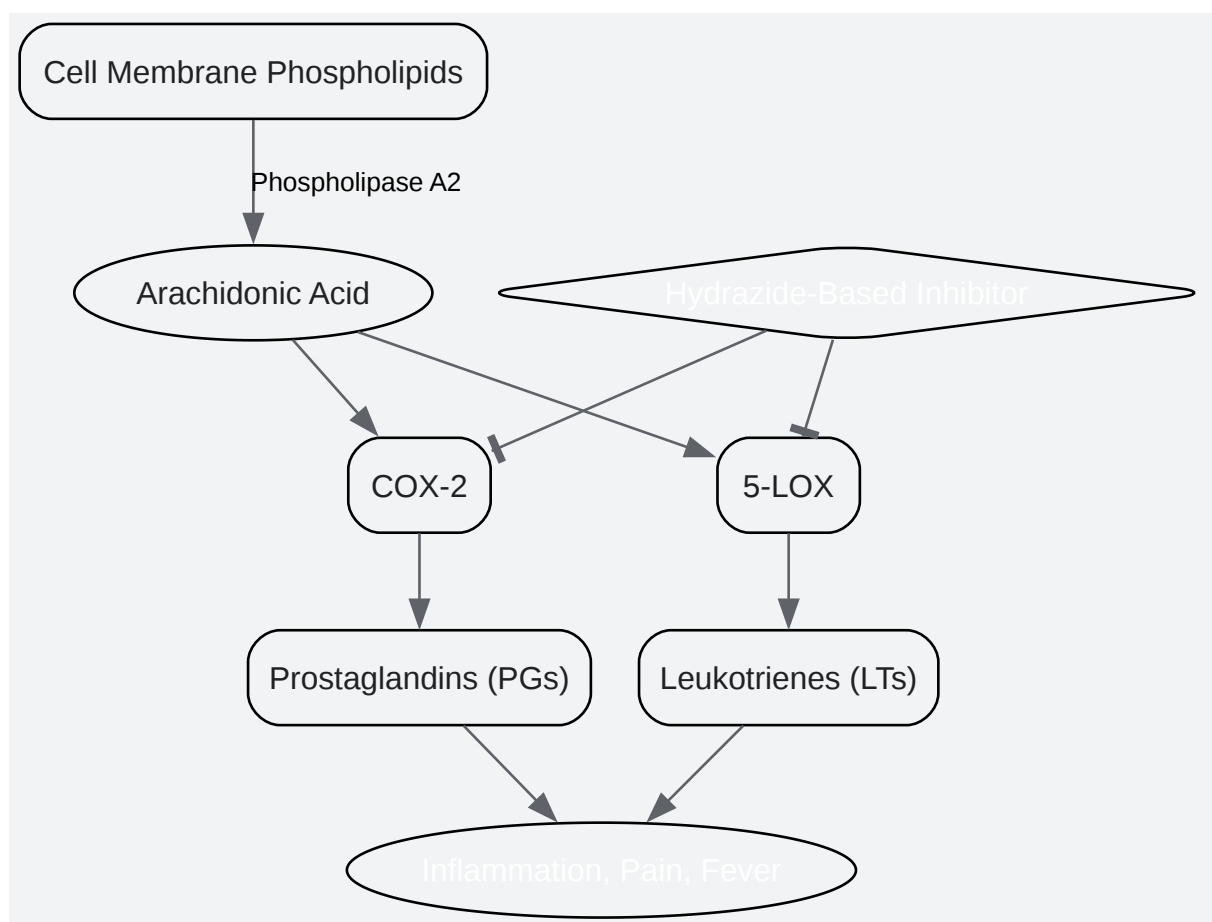 Cell Membrane Phospholipids
Phospholipase A2
Arachidonic Acid
Hydrazide-Based Inhibitor
COX-2
5-LOX
Prostaglandins (PGs)
Leukotrienes (LTs)
Inflammation, Pain, Fever